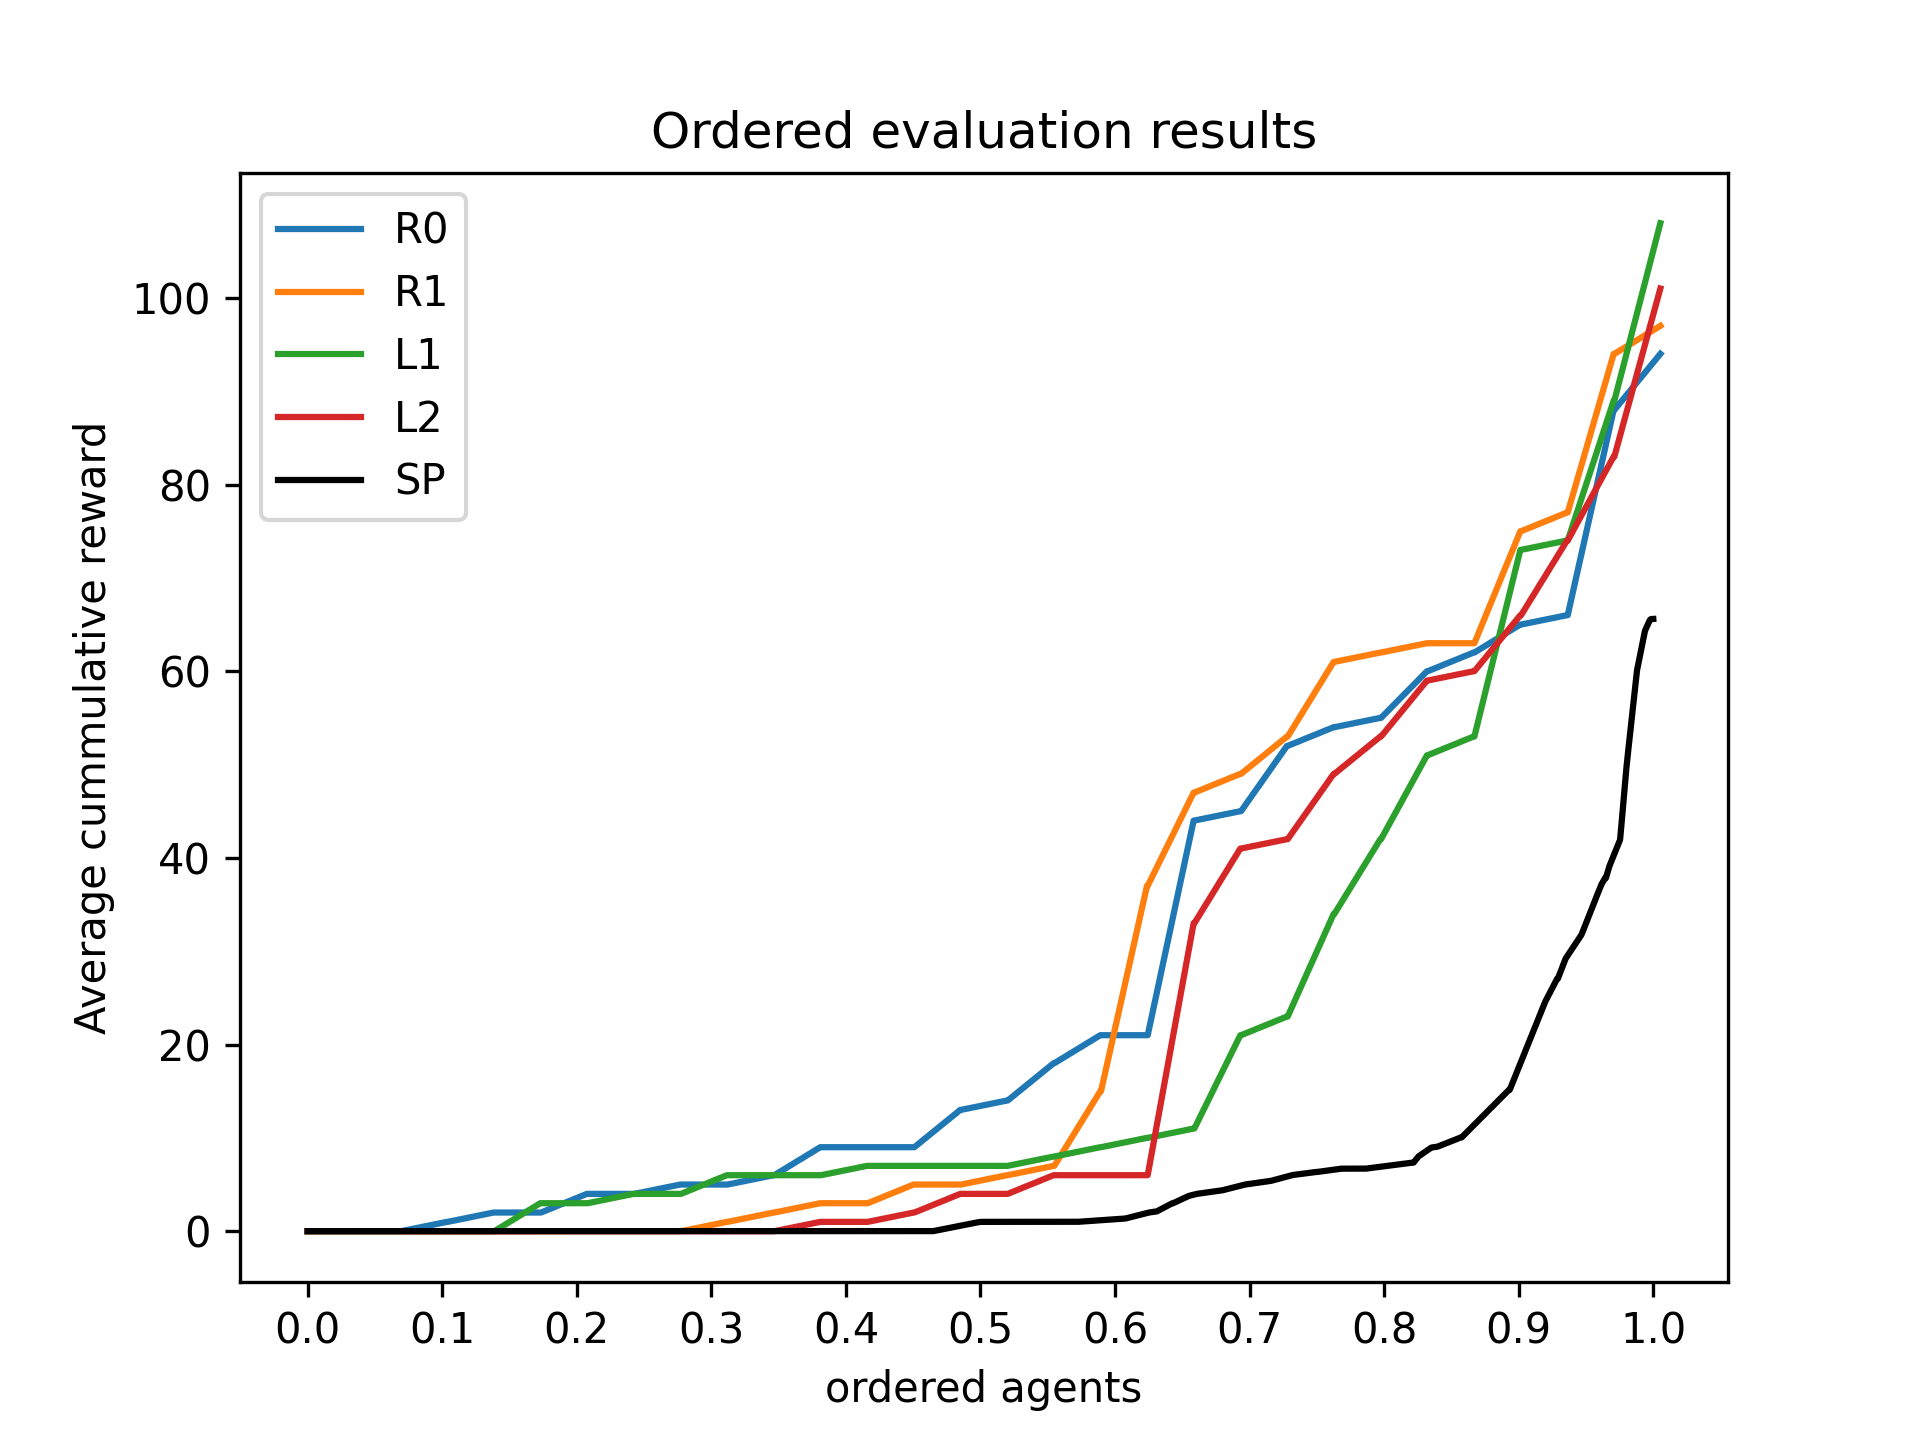 Ordered evaluation results
R0
R1
L1
L2
SP
Average cummulative reward
100
80
60
40
20
0
0.0 0.1 0.2 0.3 0.4 0.5 0.6 0.7 0.8 0.9 1.0
ordered agents